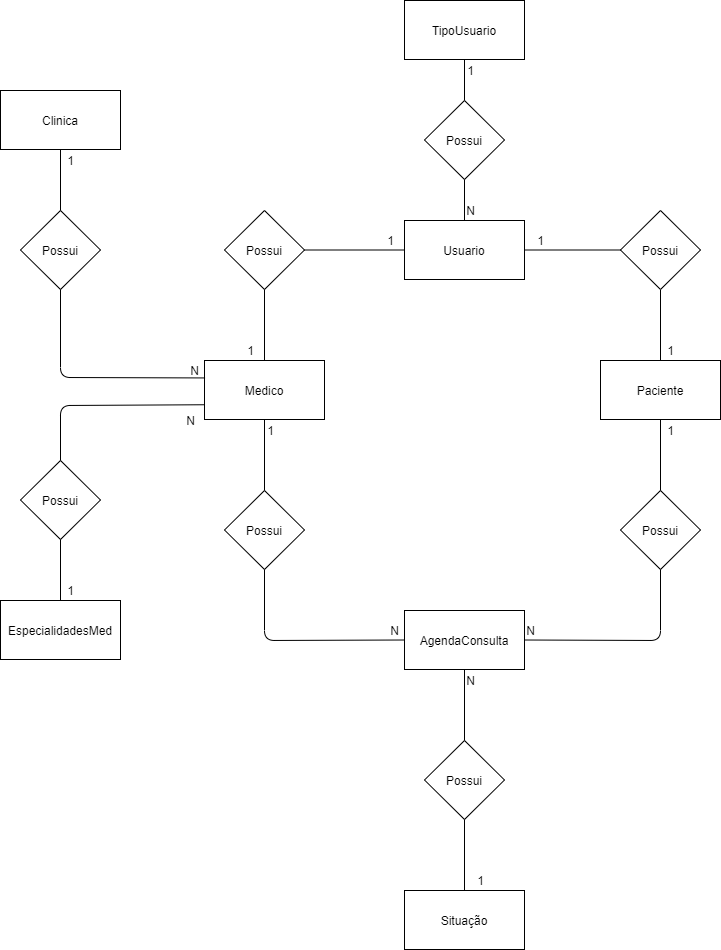 TipoUsuario
1
Clinica
Possui
1
N
Possui
Possui
1
Usuario
1
Possui
1
1
N
Medico
Paciente
N
1
1
Possui
Possui
Possui
1
N
N
EspecialidadesMed
AgendaConsulta
N
Possui
1
Situação